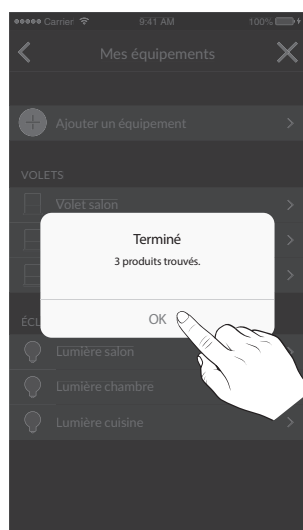 Carrier 9:41 AM 100%
Mes équipements
Ajouter un équipement
VOLETS
Volet salon
Terminé
3 produits trouvés.
OK
ÉCL
Lumière salon
Lumière chambre
Lumière cuisine